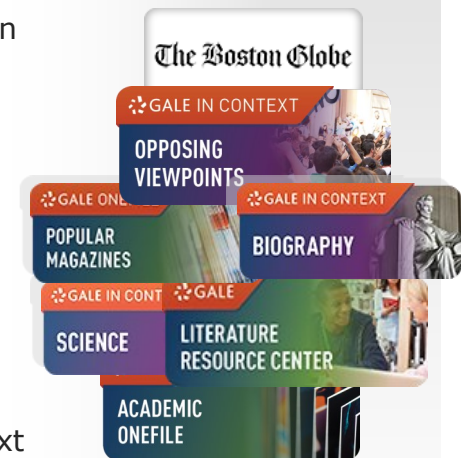 n
The Boston Globe
GALE IN CONTEXT
OPPOSING
VIEWPOINTS
GALE ONE
POPULAR
MAGAZINES
GALE IN CONTEXT
BIOGRAPHY
GALE IN CONT
SCIENCE
GALE
LITERATURE
RESOURCE CENTER
ACADEMIC
ONEFILE
xt